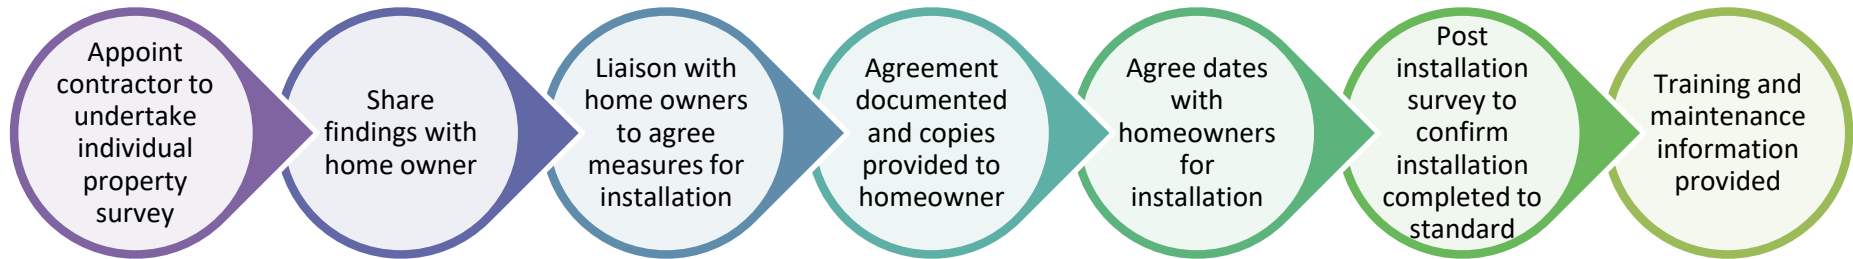 Appoint
contractor to
undertake
individual
property
survey
Share
findings with
home owner
Liaison with
home owners
to agree
measures for
installation
Agreement
documented
and copies
provided to
homeowner
Agree dates
with
homeowners
for
installation
Post
installation
survey to
confirm
installation
completed to
standard
Training and
maintenance
information
provided